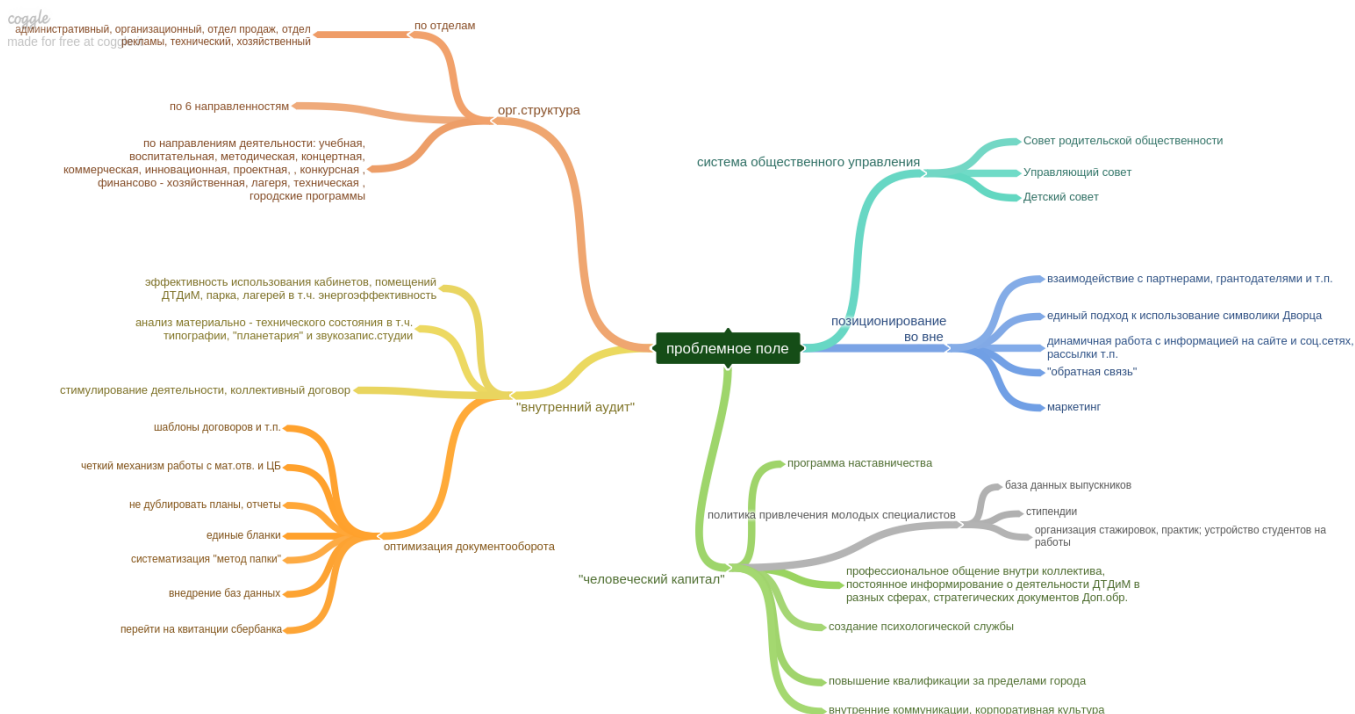 coggle
made for free at coggle.it
по отделам
административный, организационный, отдел продаж, отдел
рекламы, технический, хозяйственный
орг.структура
по 6 направленностям
по направлениям деятельности: учебная,
воспитательная, методическая, концертная,
коммерческая, инновационная, проектная, , конкурсная ,
финансово - хозяйственная, лагеря, техническая ,
городские программы
система общественного управления
Совет родительской общественности
Управляющий совет
Детский совет
эффективность использования кабинетов, помещений
ДТДиМ, парка, лагерей в т.ч. энергоэффективность
анализ материально - технического состояния в т.ч.
типографии, "планетария" и звукозапис.студии
стимулирование деятельности, коллективный договор
"внутренний аудит"
проблемное поле
позиционирование
во вне
взаимодействие с партнерами, грантодателями и т.п.
единый подход к использование символики Дворца
динамичная работа с информацией на сайте и соц.сетях,
рассылки т.п.
"обратная связь"
маркетинг
шаблоны договоров и т.п.
четкий механизм работы с мат.отв. и ЦБ
не дублировать планы, отчеты
единые бланки
систематизация "метод папки"
внедрение баз данных
перейти на квитанции сбербанка
оптимизация документооборота
"человеческий капитал"
программа наставничества
политика привлечения молодых специалистов
база данных выпускников
стипендии
организация стажировок, практик; устройство студентов на
работы
профессиональное общение внутри коллектива,
постоянное информирование о деятельности ДТДиМ в
разных сферах, стратегических документов Доп.обр.
создание психологической службы
повышение квалификации за пределами города
внутренние коммуникации, корпоративная культура